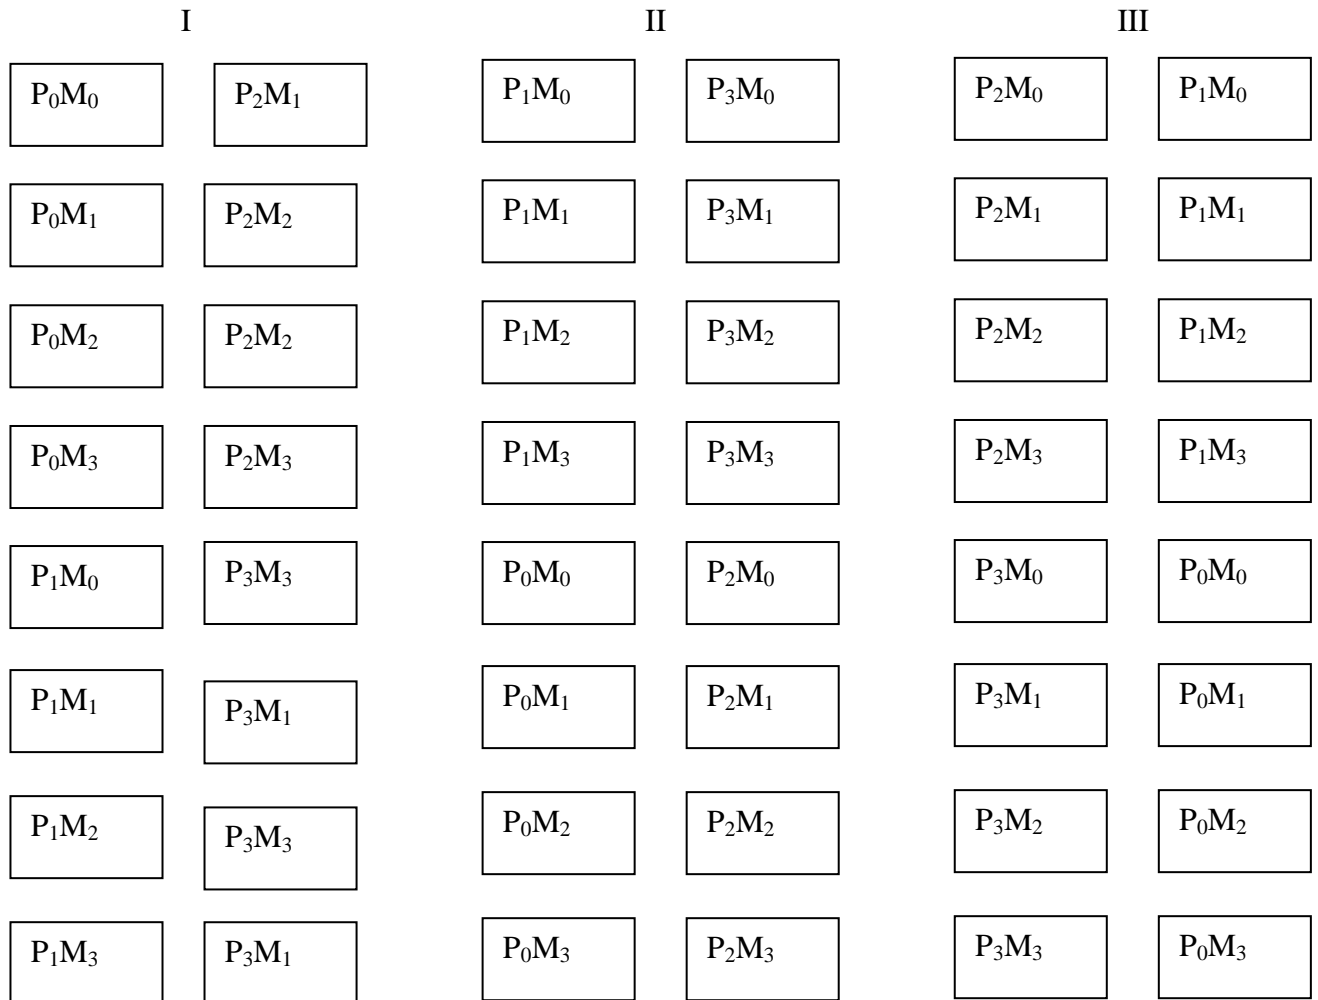 I II III
P₀M₀ P₂M₁ P₁M₀ P₃M₀ P₂M₀ P₁M₀
P₀M₁ P₂M₂ P₁M₁ P₃M₁ P₂M₁ P₁M₁
P₀M₂ P₂M₂ P₁M₂ P₃M₂ P₂M₂ P₁M₂
P₀M₃ P₂M₃ P₁M₃ P₃M₃ P₂M₃ P₁M₃
P₁M₀ P₃M₃ P₀M₀ P₂M₀ P₃M₀ P₀M₀
P₁M₁ P₃M₁ P₀M₁ P₂M₁ P₃M₁ P₀M₁
P₁M₂ P₃M₃ P₀M₂ P₂M₂ P₃M₂ P₀M₂
P₁M₃ P₃M₁ P₀M₃ P₂M₃ P₃M₃ P₀M₃